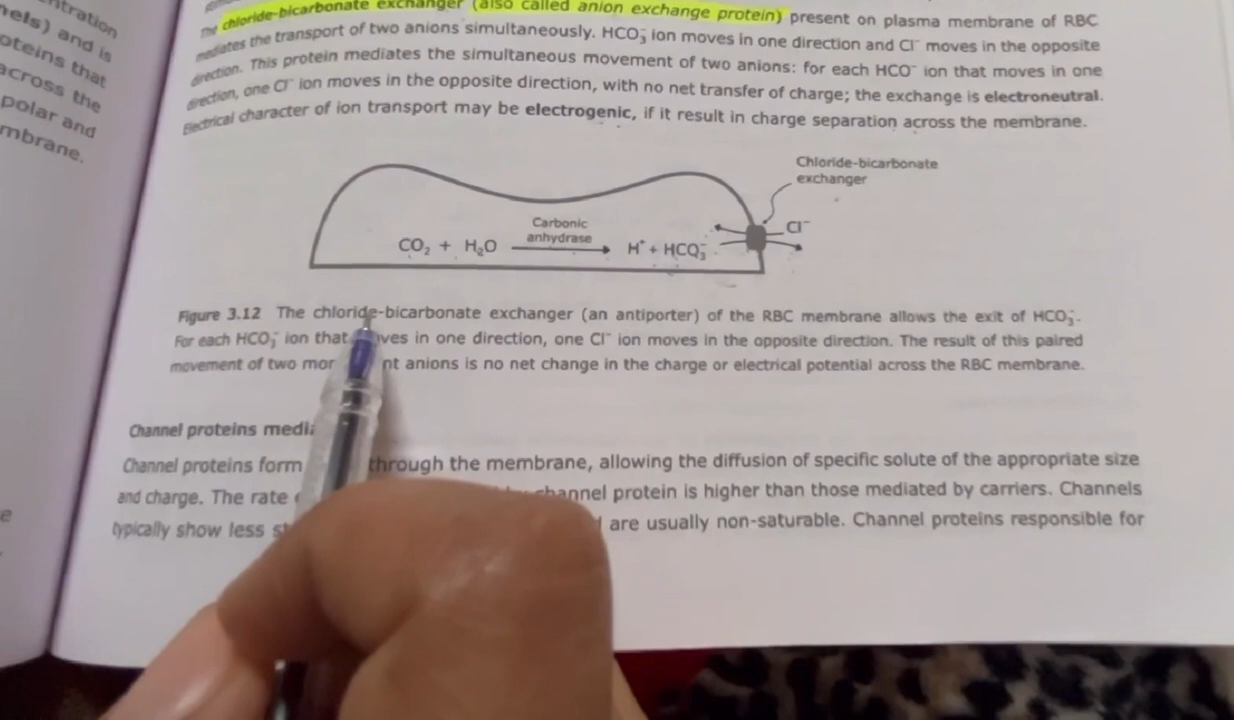 ntration
nels) and is
oteins that
across the
polar and
mbrane.
e
The chloride-bicarbonate exchanger (also called anion exchange protein) present on plasma membrane of RBC
mediates the transport of two anions simultaneously. HCO₃⁻ ion moves in one direction and Cl⁻ moves in the opposite
direction. This protein mediates the simultaneous movement of two anions: for each HCO⁻ ion that moves in one
direction, one Cl⁻ ion moves in the opposite direction, with no net transfer of charge; the exchange is electroneutral.
Electrical character of ion transport may be electrogenic, if it result in charge separation across the membrane.
Chloride-bicarbonate
exchanger
Cl⁻
Carbonic
anhydrase
CO₂ + H₂O
H⁺ + HCO₃⁻
Figure 3.12 The chloride-bicarbonate exchanger (an antiporter) of the RBC membrane allows the exit of HCO₃⁻.
For each HCO₃⁻ ion that ves in one direction, one Cl⁻ ion moves in the opposite direction. The result of this paired
movement of two mon nt anions is no net change in the charge or electrical potential across the RBC membrane.
Channel proteins media
Channel proteins form through the membrane, allowing the diffusion of specific solute of the appropriate size
and charge. The rate channel protein is higher than those mediated by carriers. Channels
typically show less st are usually non-saturable. Channel proteins responsible for